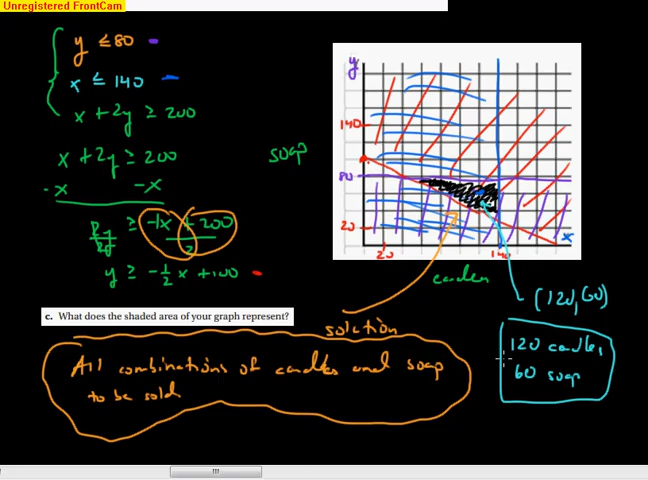 Unregistered FrontCam
y ≤ 80
x ≤ 140
x + 2y ≥ 200
x + 2y ≥ 200
-x -x
2y ≥ -1x + 200
2y 2
y ≥ -1/2 x + 100
soap
y
140
80
20
20
140
x
candles
(120, 60)
c. What does the shaded area of your graph represent?
solution
All combinations of candles and soap
to be sold
120 candles,
60 soap